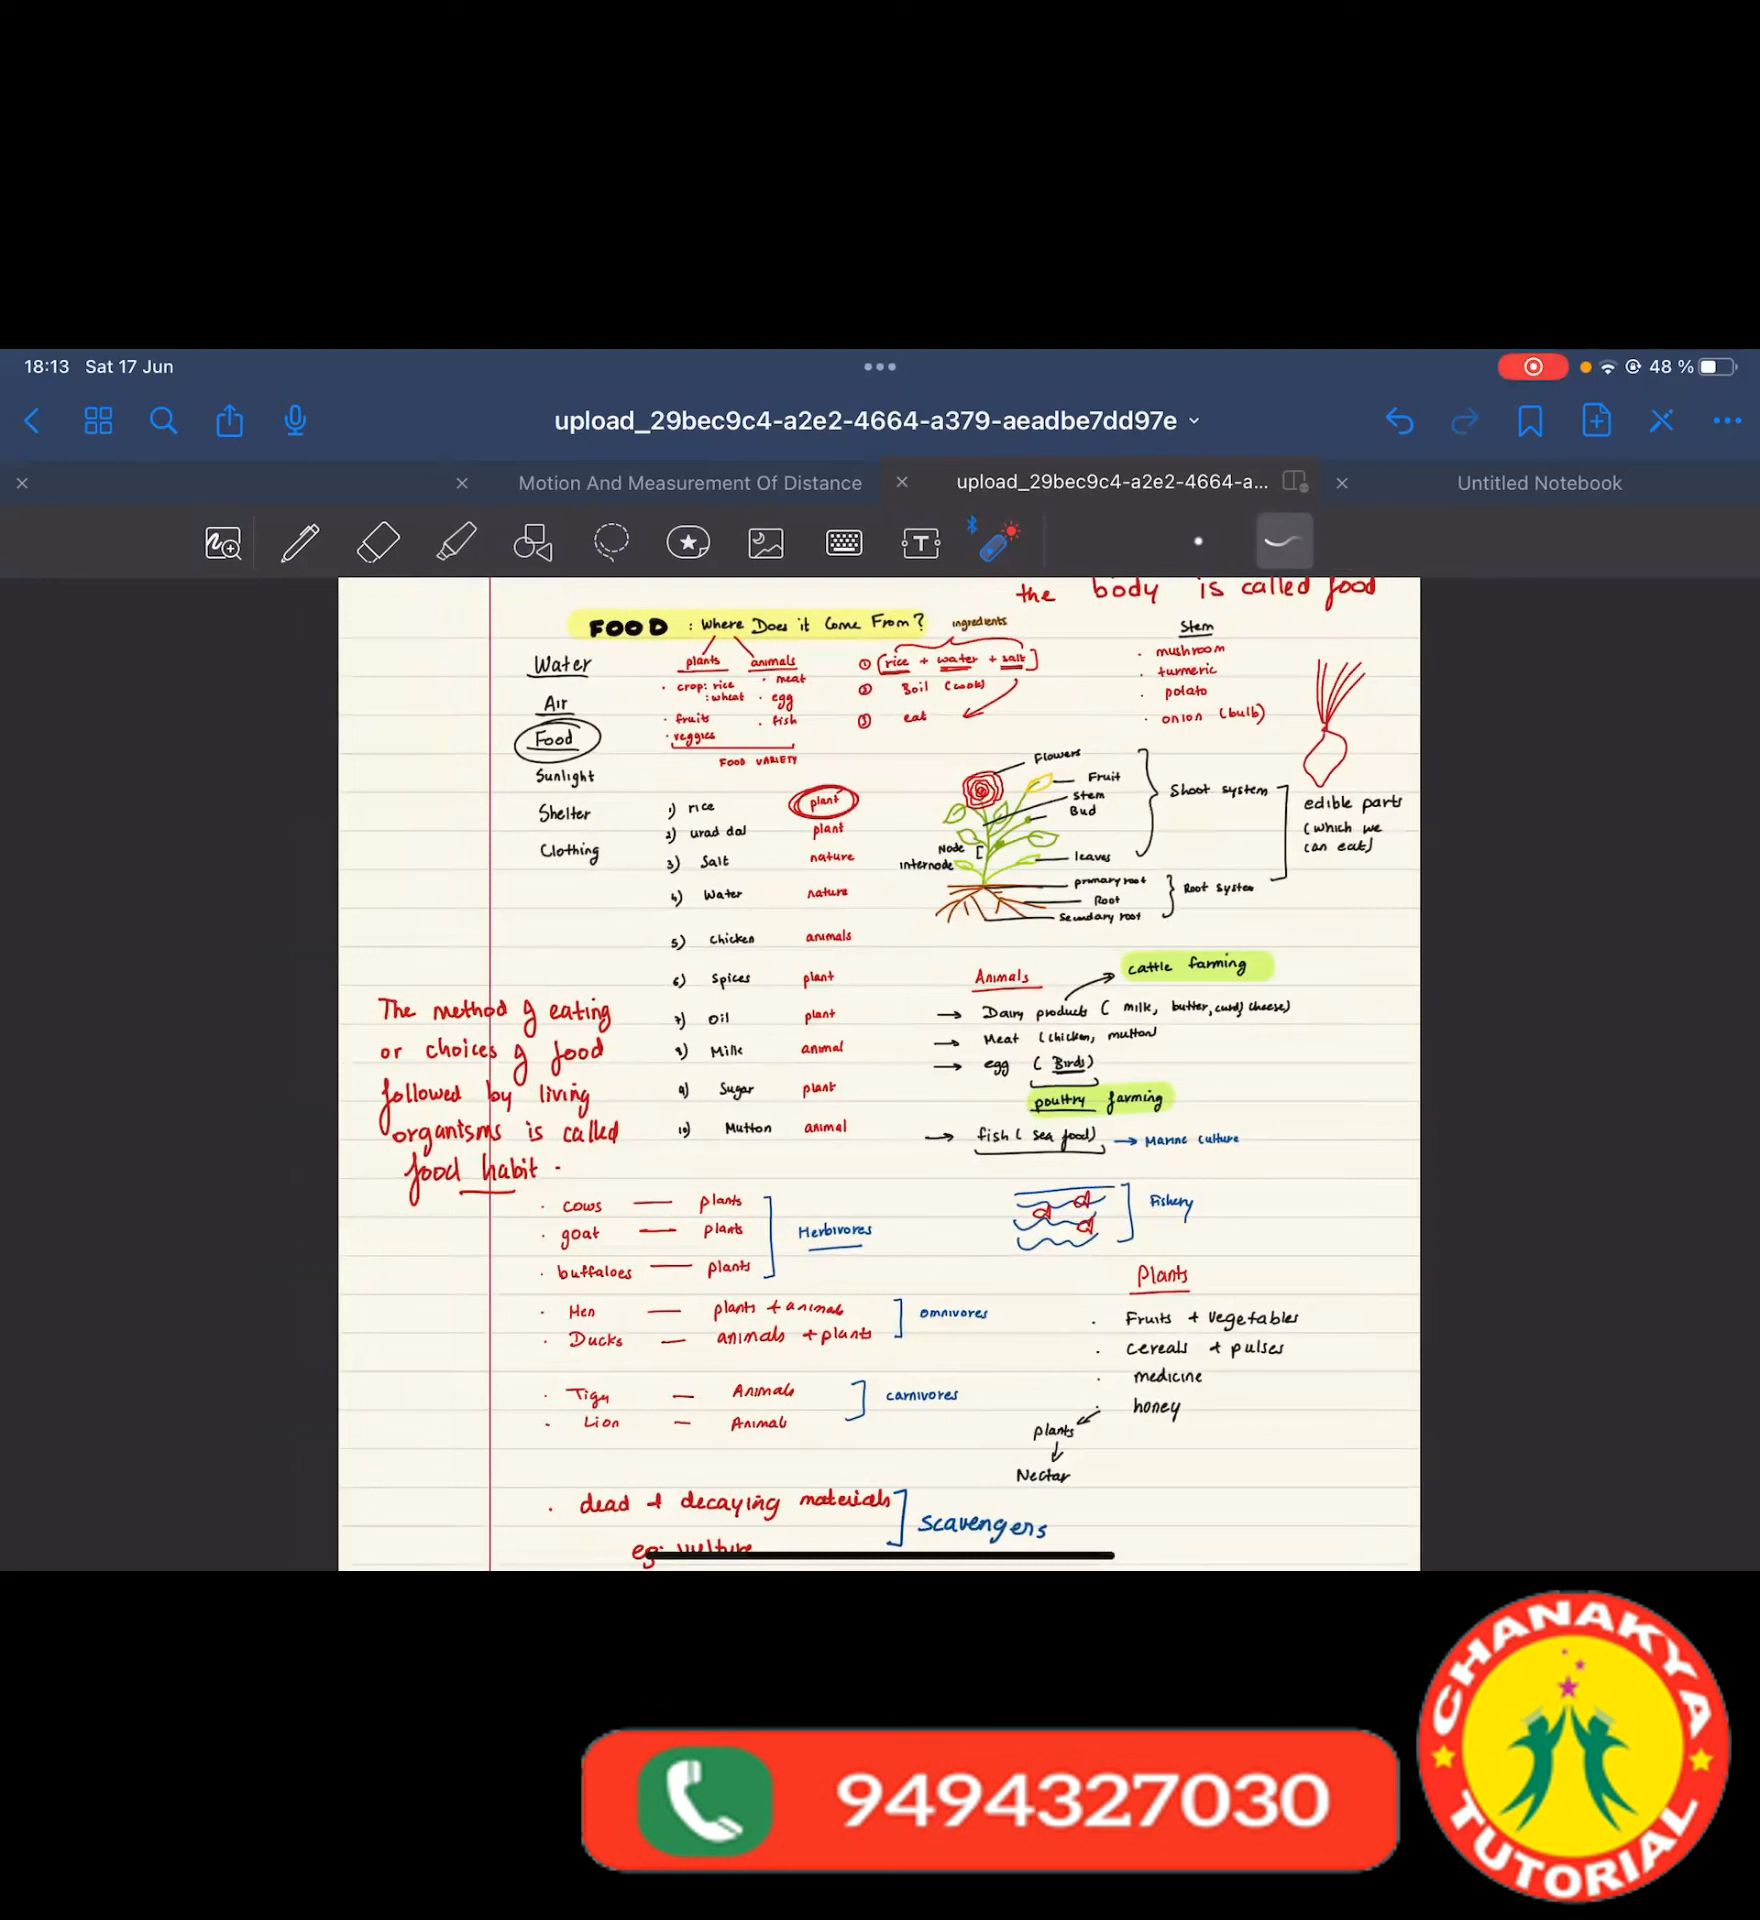 18:13 Sat 17 Jun
48 %
upload_29bec9c4-a2e2-4664-a379-aeadbe7dd97e
Motion And Measurement Of Distance
upload_29bec9c4-a2e2-4664-a...
Untitled Notebook
the body is called food
FOOD : Where Does it Come From?
ingredients
plants
animals
• crop: rice
: wheat
• fruits
• veggies
• meat
• egg
• fish
FOOD VARIETY
① [rice + water + salt]
② Boil (cook)
③ eat
Stem
• mushroom
• turmeric
• potato
• onion (bulb)
Water
Air
Food
Sunlight
Shelter
Clothing
1) rice plant
2) urad dal plant
3) Salt nature
4) Water nature
5) Chicken animals
6) Spices plant
7) Oil plant
8) Milk animal
9) Sugar plant
10) Mutton animal
Flowers
Fruit
Stem
Bud
Node
internode
leaves
Shoot system
primary root
Root
Secundary root
Root system
edible parts
(which we
can eat)
The method of eating
or choices of food
followed by living
organisms is called
food habit.
Animals
cattle farming
→ Dairy products ( milk, butter, curd) cheese)
→ Meat (chicken, mutton
→ egg ( Birds)
poultry farming
→ fish ( sea food) → Marine culture
Fishery
• cows — plants
• goat — plants
• buffaloes — plants
Herbivores
• Hen — plants + animal
• Ducks — animals + plants
omnivores
• Tiger — Animals
• Lion — Animal
carnivores
Plants
• Fruits + vegetables
• cereals + pulses
• medicine
• honey
plants
Nectar
• dead + decaying materials
eg: vulture
scavengers
9494327030
CHANAKYA
TUTORIAL